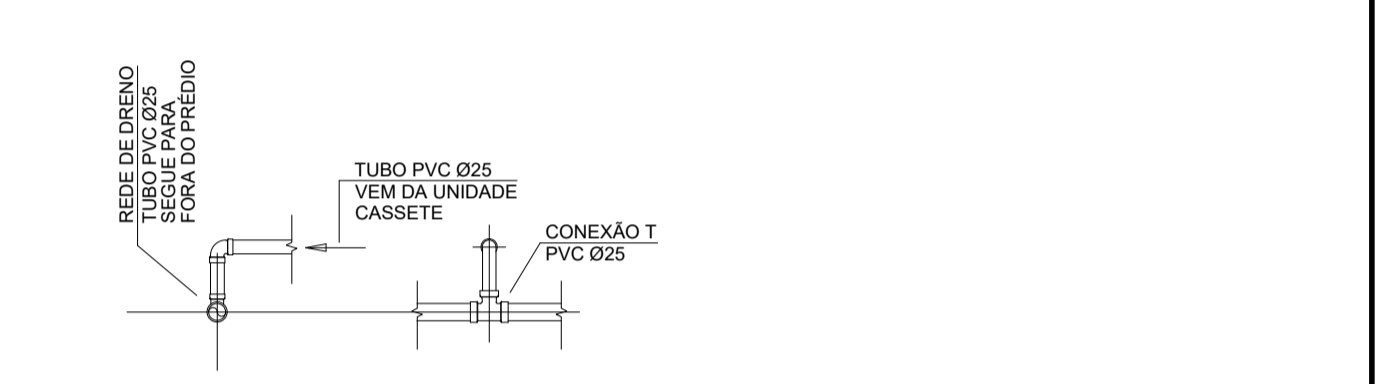 REDE DE DRENO
TUBO PVC Ø25
SEGUE PARA
FORA DO PRÉDIO
TUBO PVC Ø25
VEM DA UNIDADE
CASSETE
CONEXÃO T
PVC Ø25